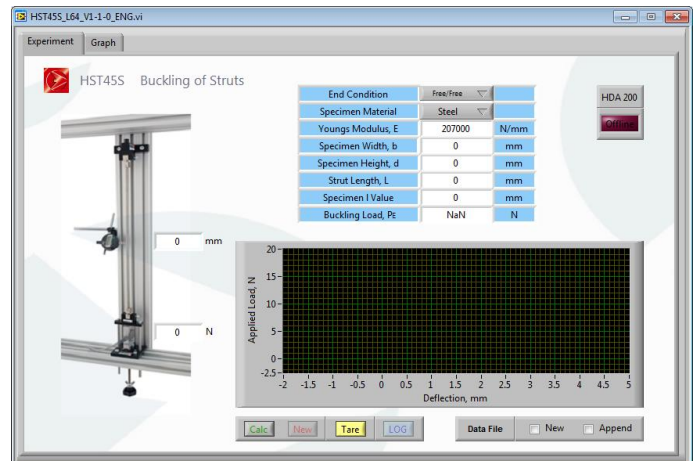 HST45S_L64_V1-1-0_ENG.vi
Experiment Graph
HST45S Buckling of Struts
End Condition Free/Free
Specimen Material Steel
Youngs Modulus, E 207000 N/mm
Specimen Width, b 0 mm
Specimen Height, d 0 mm
Strut Length, L 0 mm
Specimen I Value 0 mm
Buckling Load, PE NaN N
HDA 200
Offline
0 mm
0 N
Applied Load, N
20
15
10
5
0
-2.5
-2 -1.5 -1 -0.5 0 0.5 1 1.5 2 2.5 3 3.5 4 4.5 5
Deflection, mm
Calc New Tare LOG Data File New Append